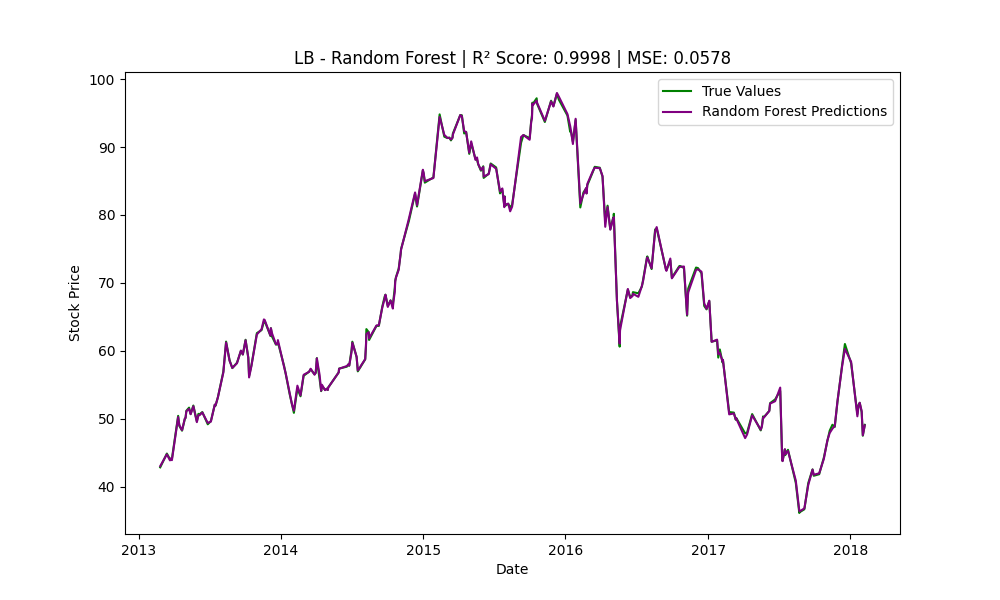 LB - Random Forest | R² Score: 0.9998 | MSE: 0.0578
True Values
Random Forest Predictions
Stock Price
100
90
80
70
60
50
40
2013 2014 2015 2016 2017 2018
Date